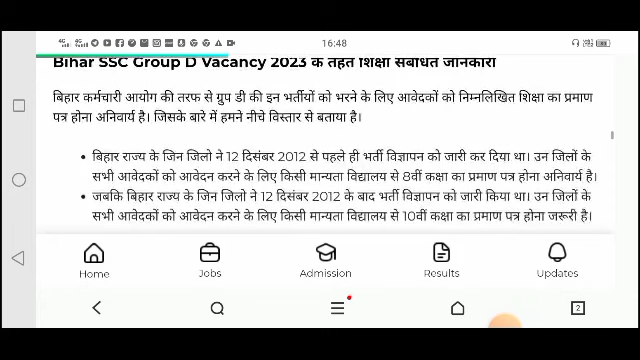 16:48
Bihar SSC Group D Vacancy 2023 के तहत शिक्षा संबंधित जानकारी
बिहार कर्मचारी आयोग की तरफ से ग्रुप डी की इन भर्तीयों को भरने के लिए आवेदकों को निम्नलिखित शिक्षा का प्रमाण
पत्र होना अनिवार्य है। जिसके बारे में हमने नीचे विस्तार से बताया है।
बिहार राज्य के जिन जिलो ने 12 दिसंबर 2012 से पहले ही भर्ती विज्ञापन को जारी कर दिया था। उन जिलों के
सभी आवेदकों को आवेदन करने के लिए किसी मान्यता विद्यालय से 8वीं कक्षा का प्रमाण पत्र होना अनिवार्य है।
जबकि बिहार राज्य के जिन जिलो ने 12 दिसंबर 2012 के बाद भर्ती विज्ञापन को जारी किया था। उन जिलों के
सभी आवेदकों को आवेदन करने के लिए किसी मान्यता विद्यालय से 10वीं कक्षा का प्रमाण पत्र होना जरूरी है।
Home Jobs Admission Results Updates
2